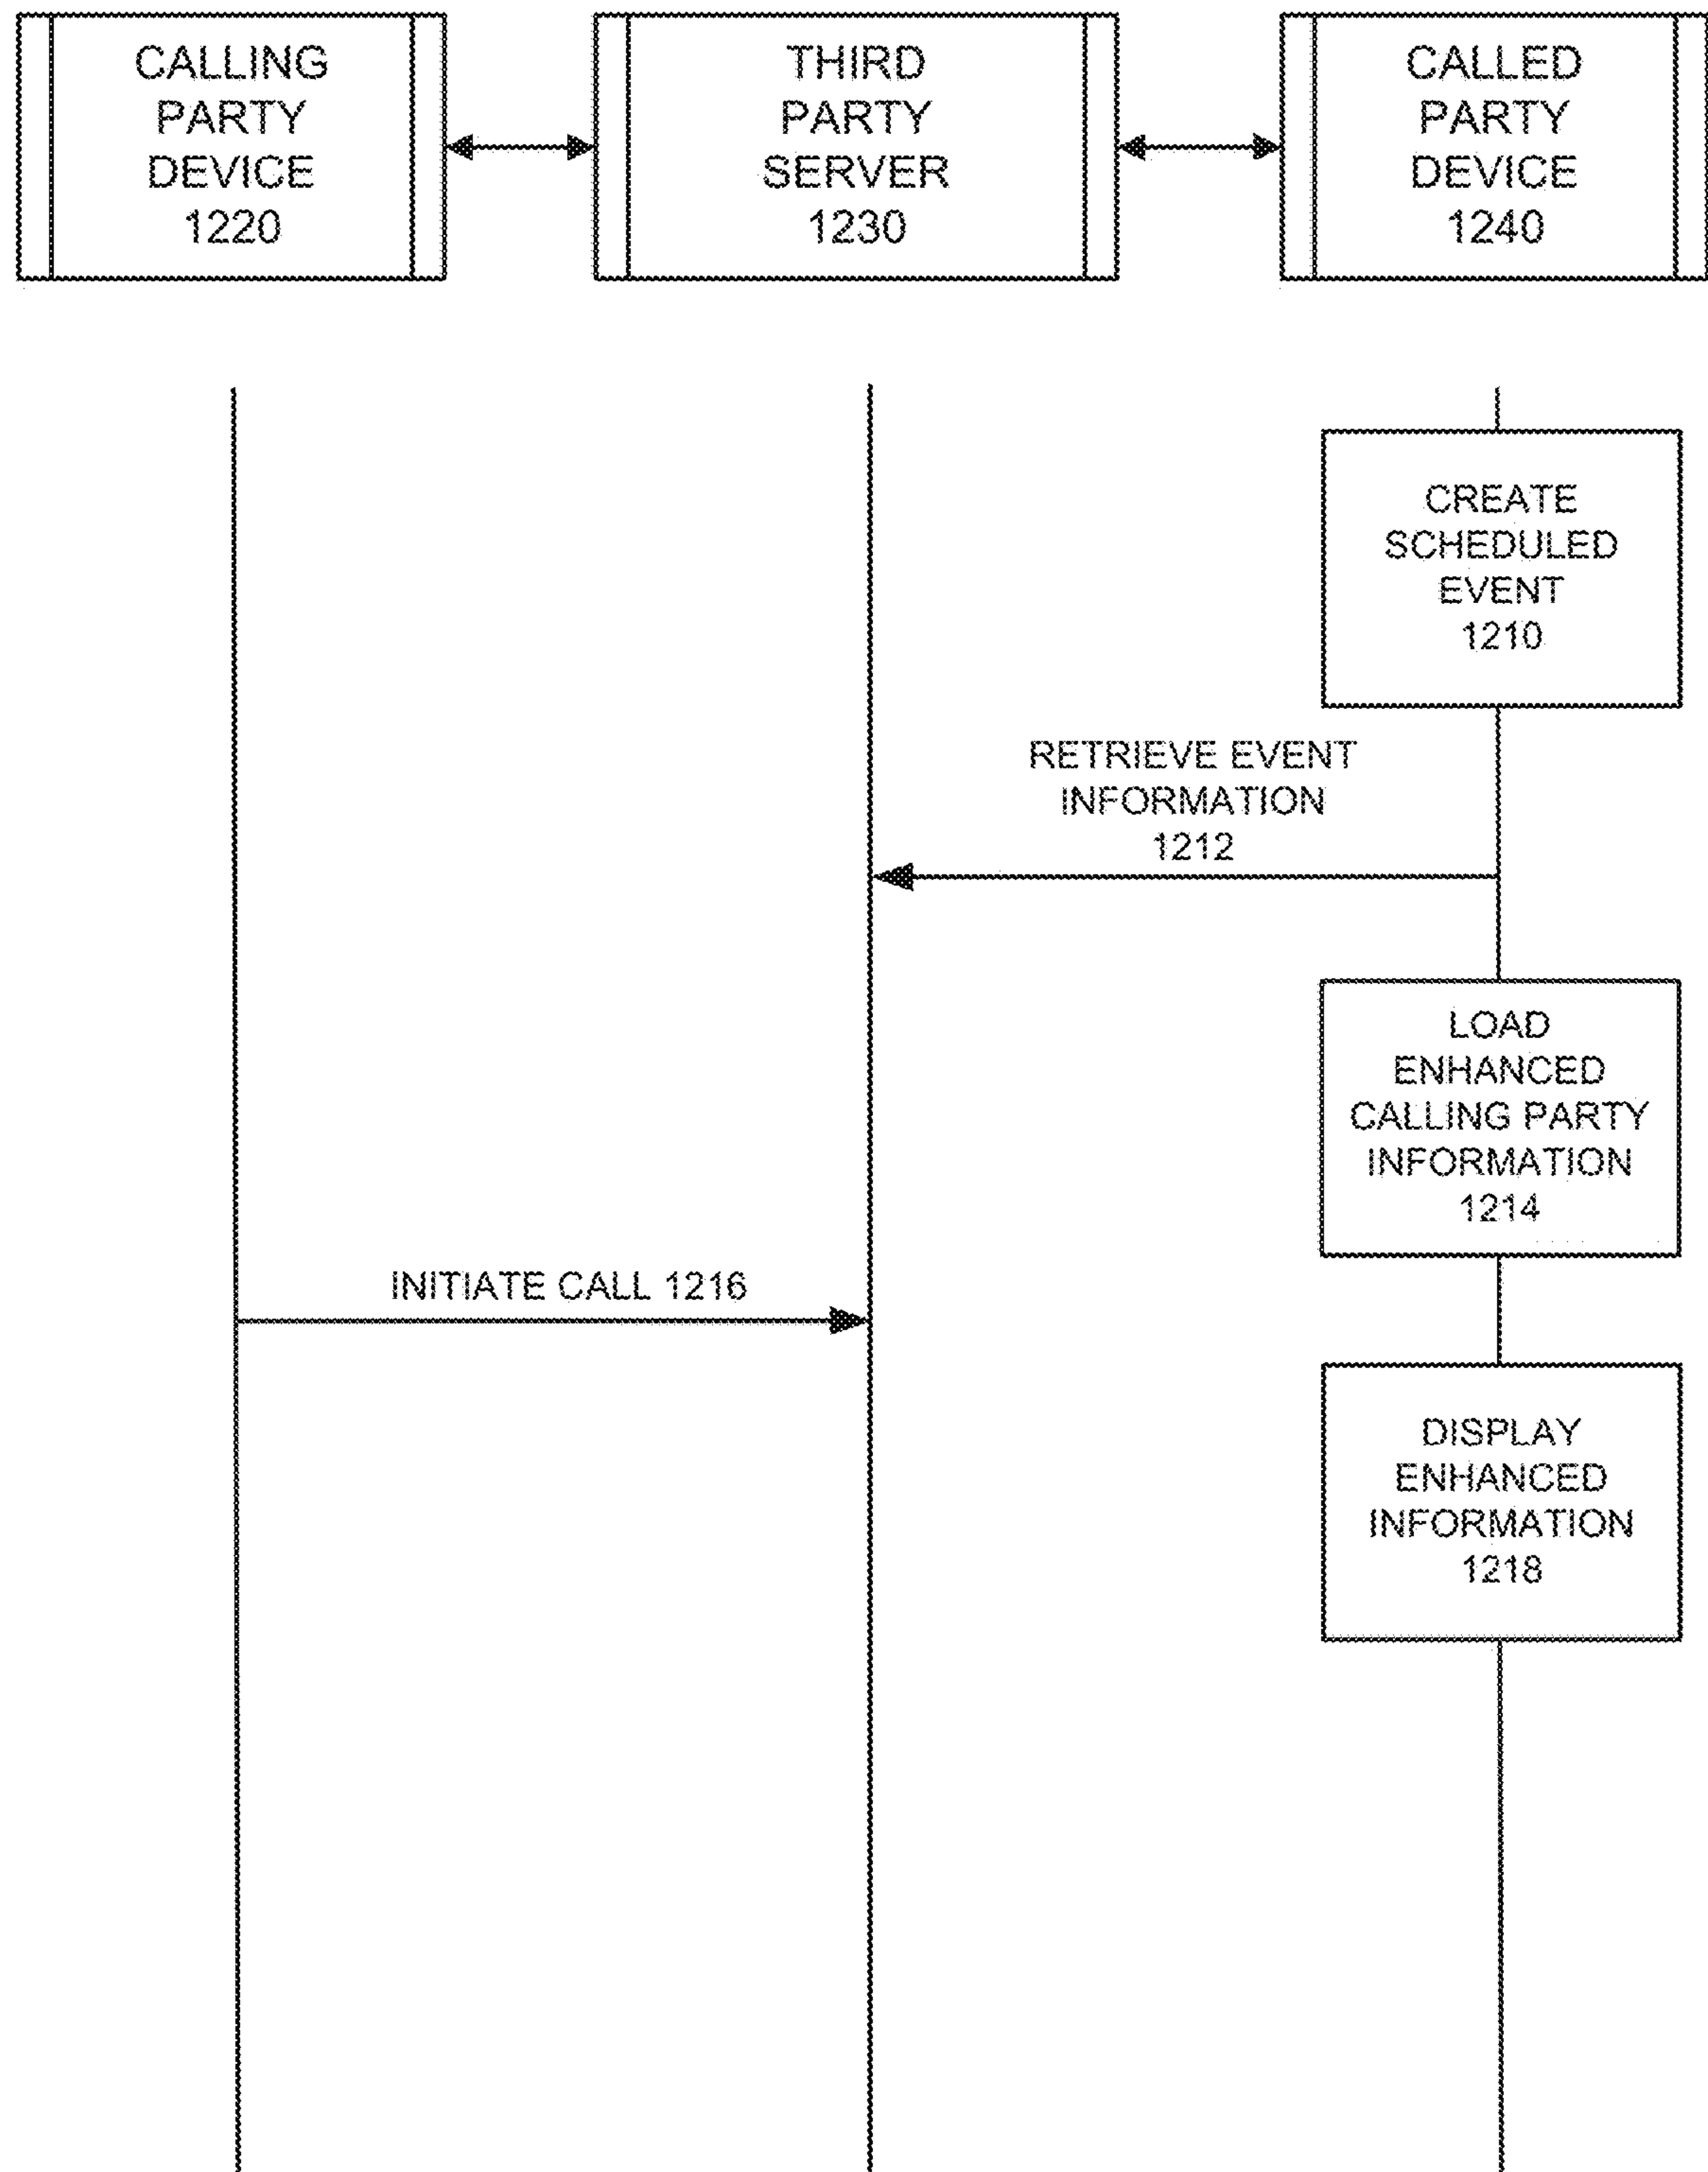 CALLING
PARTY
DEVICE
1220
THIRD
PARTY
SERVER
1230
CALLED
PARTY
DEVICE
1240
CREATE
SCHEDULED
EVENT
1210
RETRIEVE EVENT
INFORMATION
1212
LOAD
ENHANCED
CALLING PARTY
INFORMATION
1214
INITIATE CALL 1216
DISPLAY
ENHANCED
INFORMATION
1218